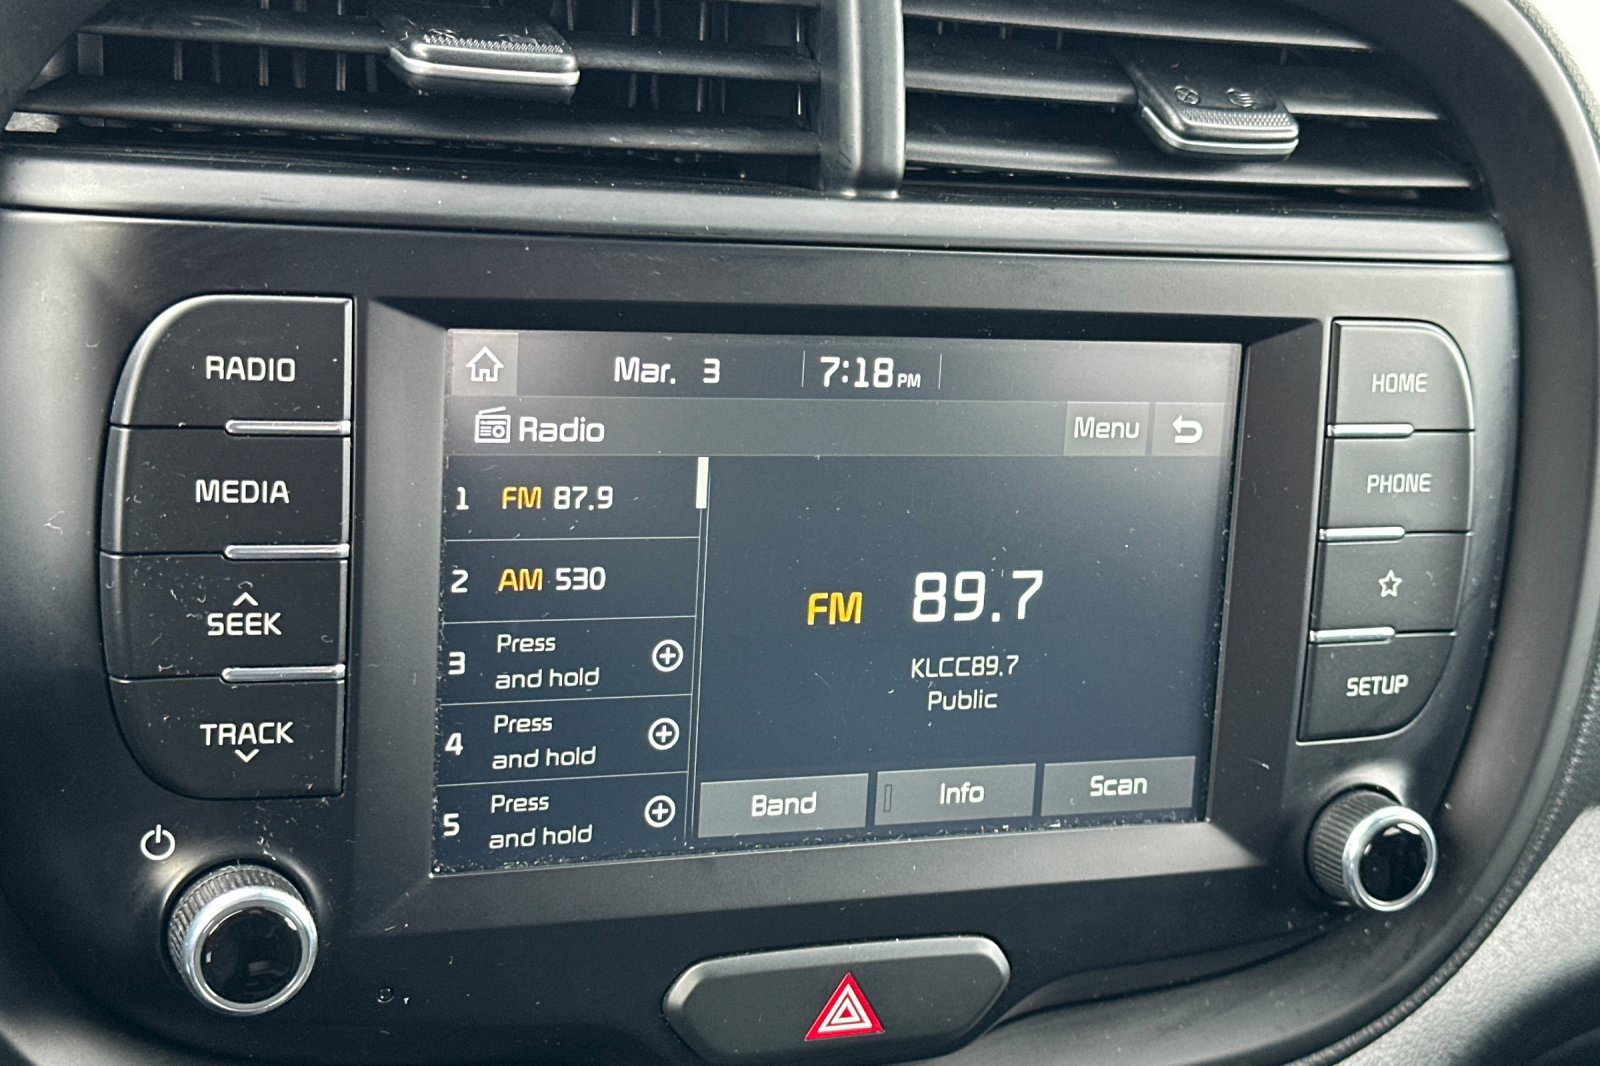 Mar. 3 7:18 PM
Radio Menu
1 FM 87.9
2 AM 530
3 Press
and hold
4 Press
and hold
5 Press
and hold
FM 89.7
KLCC89.7
Public
Band Info Scan
RADIO
MEDIA
SEEK
TRACK
HOME
PHONE
SETUP